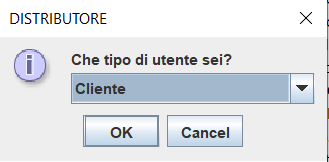 DISTRIBUTORE
Che tipo di utente sei?
Cliente
OK Cancel